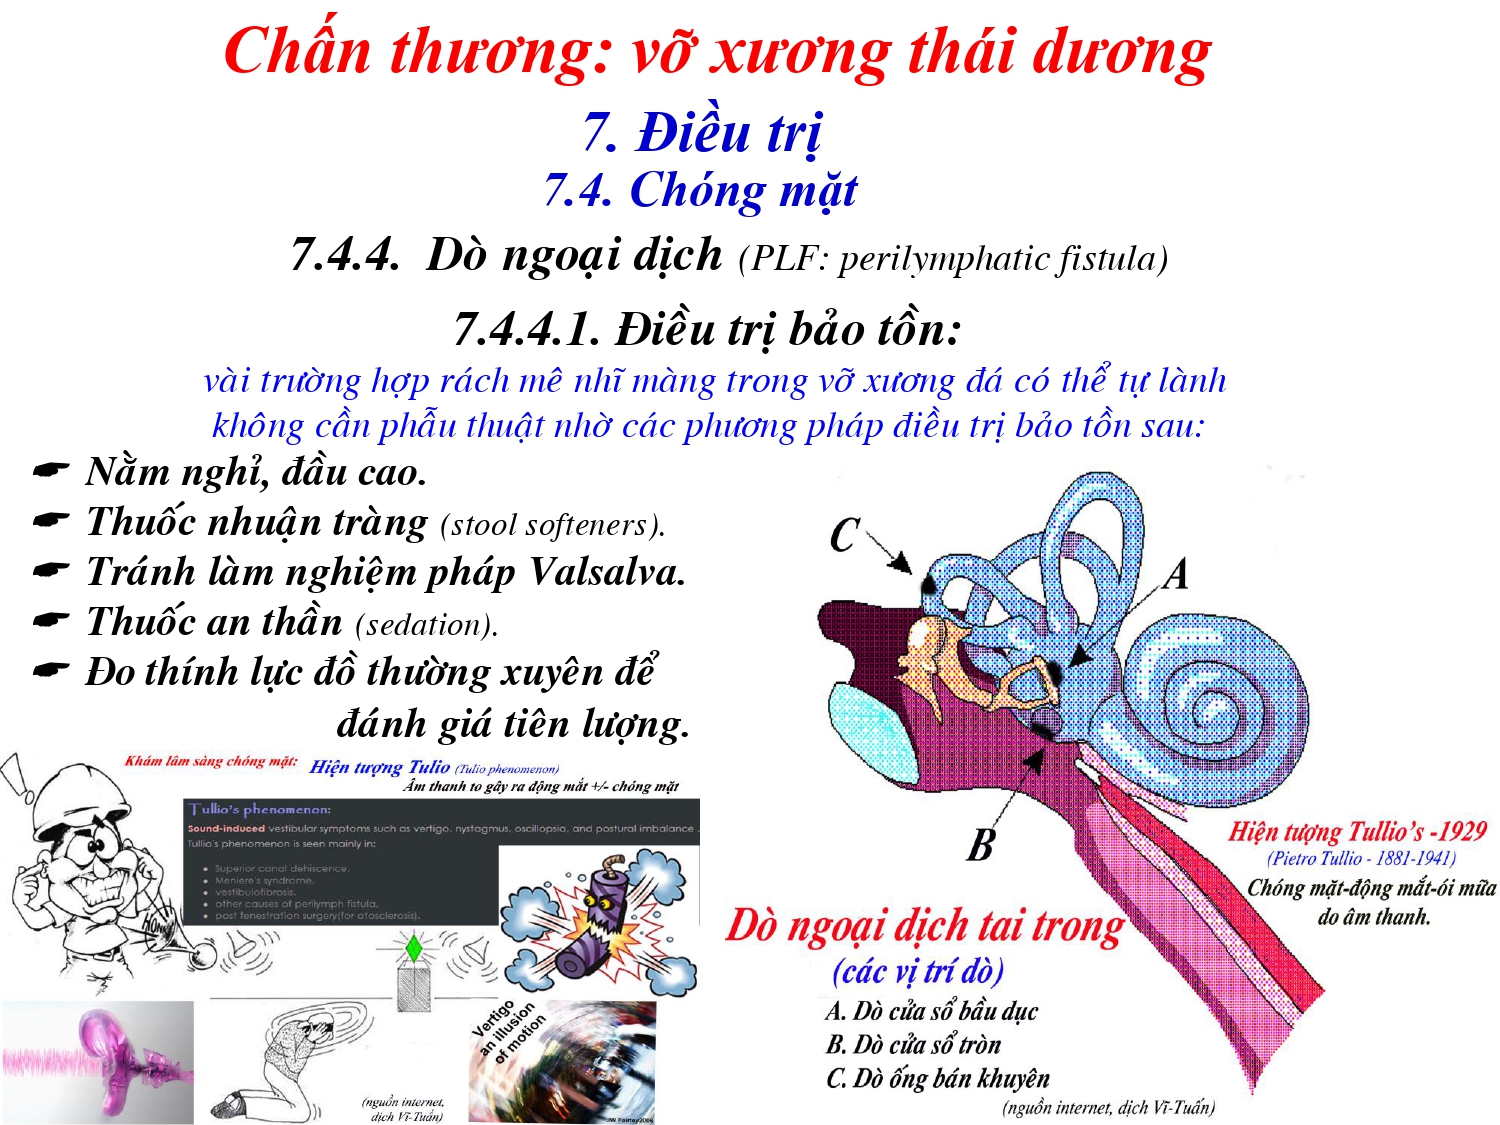 Chấn thương: vỡ xương thái dương
7. Điều trị
7.4. Chóng mặt
7.4.4. Dò ngoại dịch (PLF: perilymphatic fistula)
7.4.4.1. Điều trị bảo tồn:
vài trường hợp rách mê nhĩ màng trong vỡ xương đá có thể tự lành
không cần phẫu thuật nhờ các phương pháp điều trị bảo tồn sau:
Nằm nghỉ, đầu cao.
Thuốc nhuận tràng (stool softeners).
Tránh làm nghiệm pháp Valsalva.
Thuốc an thần (sedation).
Đo thính lực đồ thường xuyên để
đánh giá tiên lượng.
Khám lâm sàng chóng mặt: Hiện tượng Tulio (Tulio phenomenon)
Âm thanh to gây ra động mắt +/- chóng mặt
Tullio's phenomenon:
Sound-induced vestibular symptoms such as vertigo, nystagmus, oscillopsia, and postural imbalance .
Tullio's phenomenon is seen mainly in:
Superior canal dehiscence,
Meniere's syndrome,
vestibulofibrosis,
other causes of perilymph fistula,
post fenestration surgery(for otosclerosis).
Vertigo
an illusion
of motion
JW Fairley2006
(nguồn internet,
dịch Vĩ-Tuấn)
C
A
B
Hiện tượng Tullio's -1929
(Pietro Tullio - 1881-1941)
Chóng mặt-động mắt-ói mữa
do âm thanh.
Dò ngoại dịch tai trong
(các vị trí dò)
A. Dò cửa sổ bầu dục
B. Dò cửa sổ tròn
C. Dò ống bán khuyên
(nguồn internet, dịch Vĩ-Tuấn)